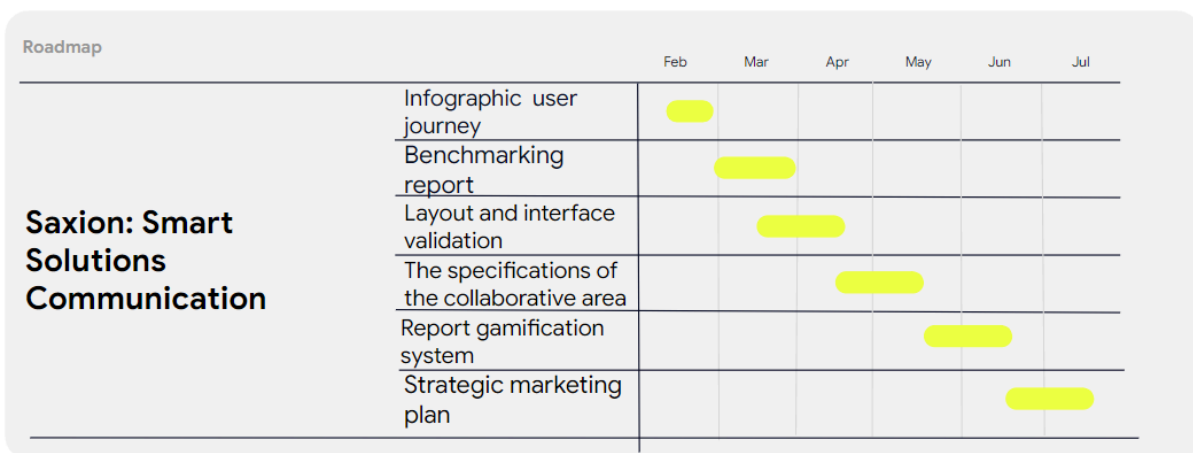 Roadmap
Feb Mar Apr May Jun Jul
Infographic user
journey
Benchmarking
report
Saxion: Smart
Solutions
Communication
Layout and interface
validation
The specifications of
the collaborative area
Report gamification
system
Strategic marketing
plan